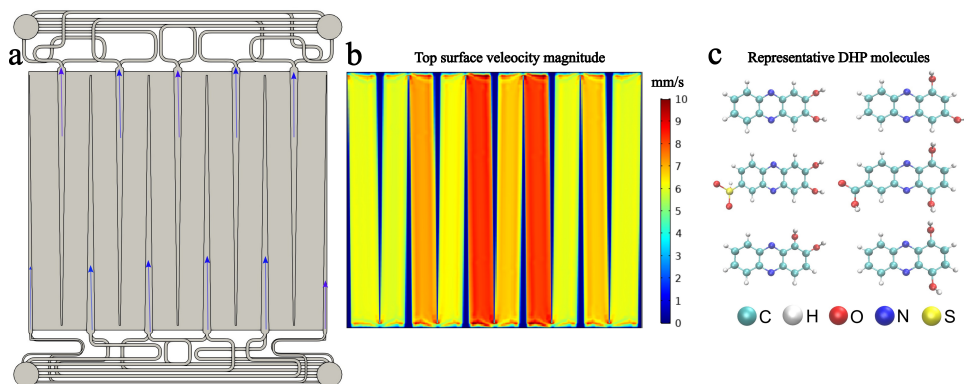 a
b
Top surface veleocity magnitude
mm/s
10
9
8
7
6
5
4
3
2
1
0
c
Representative DHP molecules
C H O N S